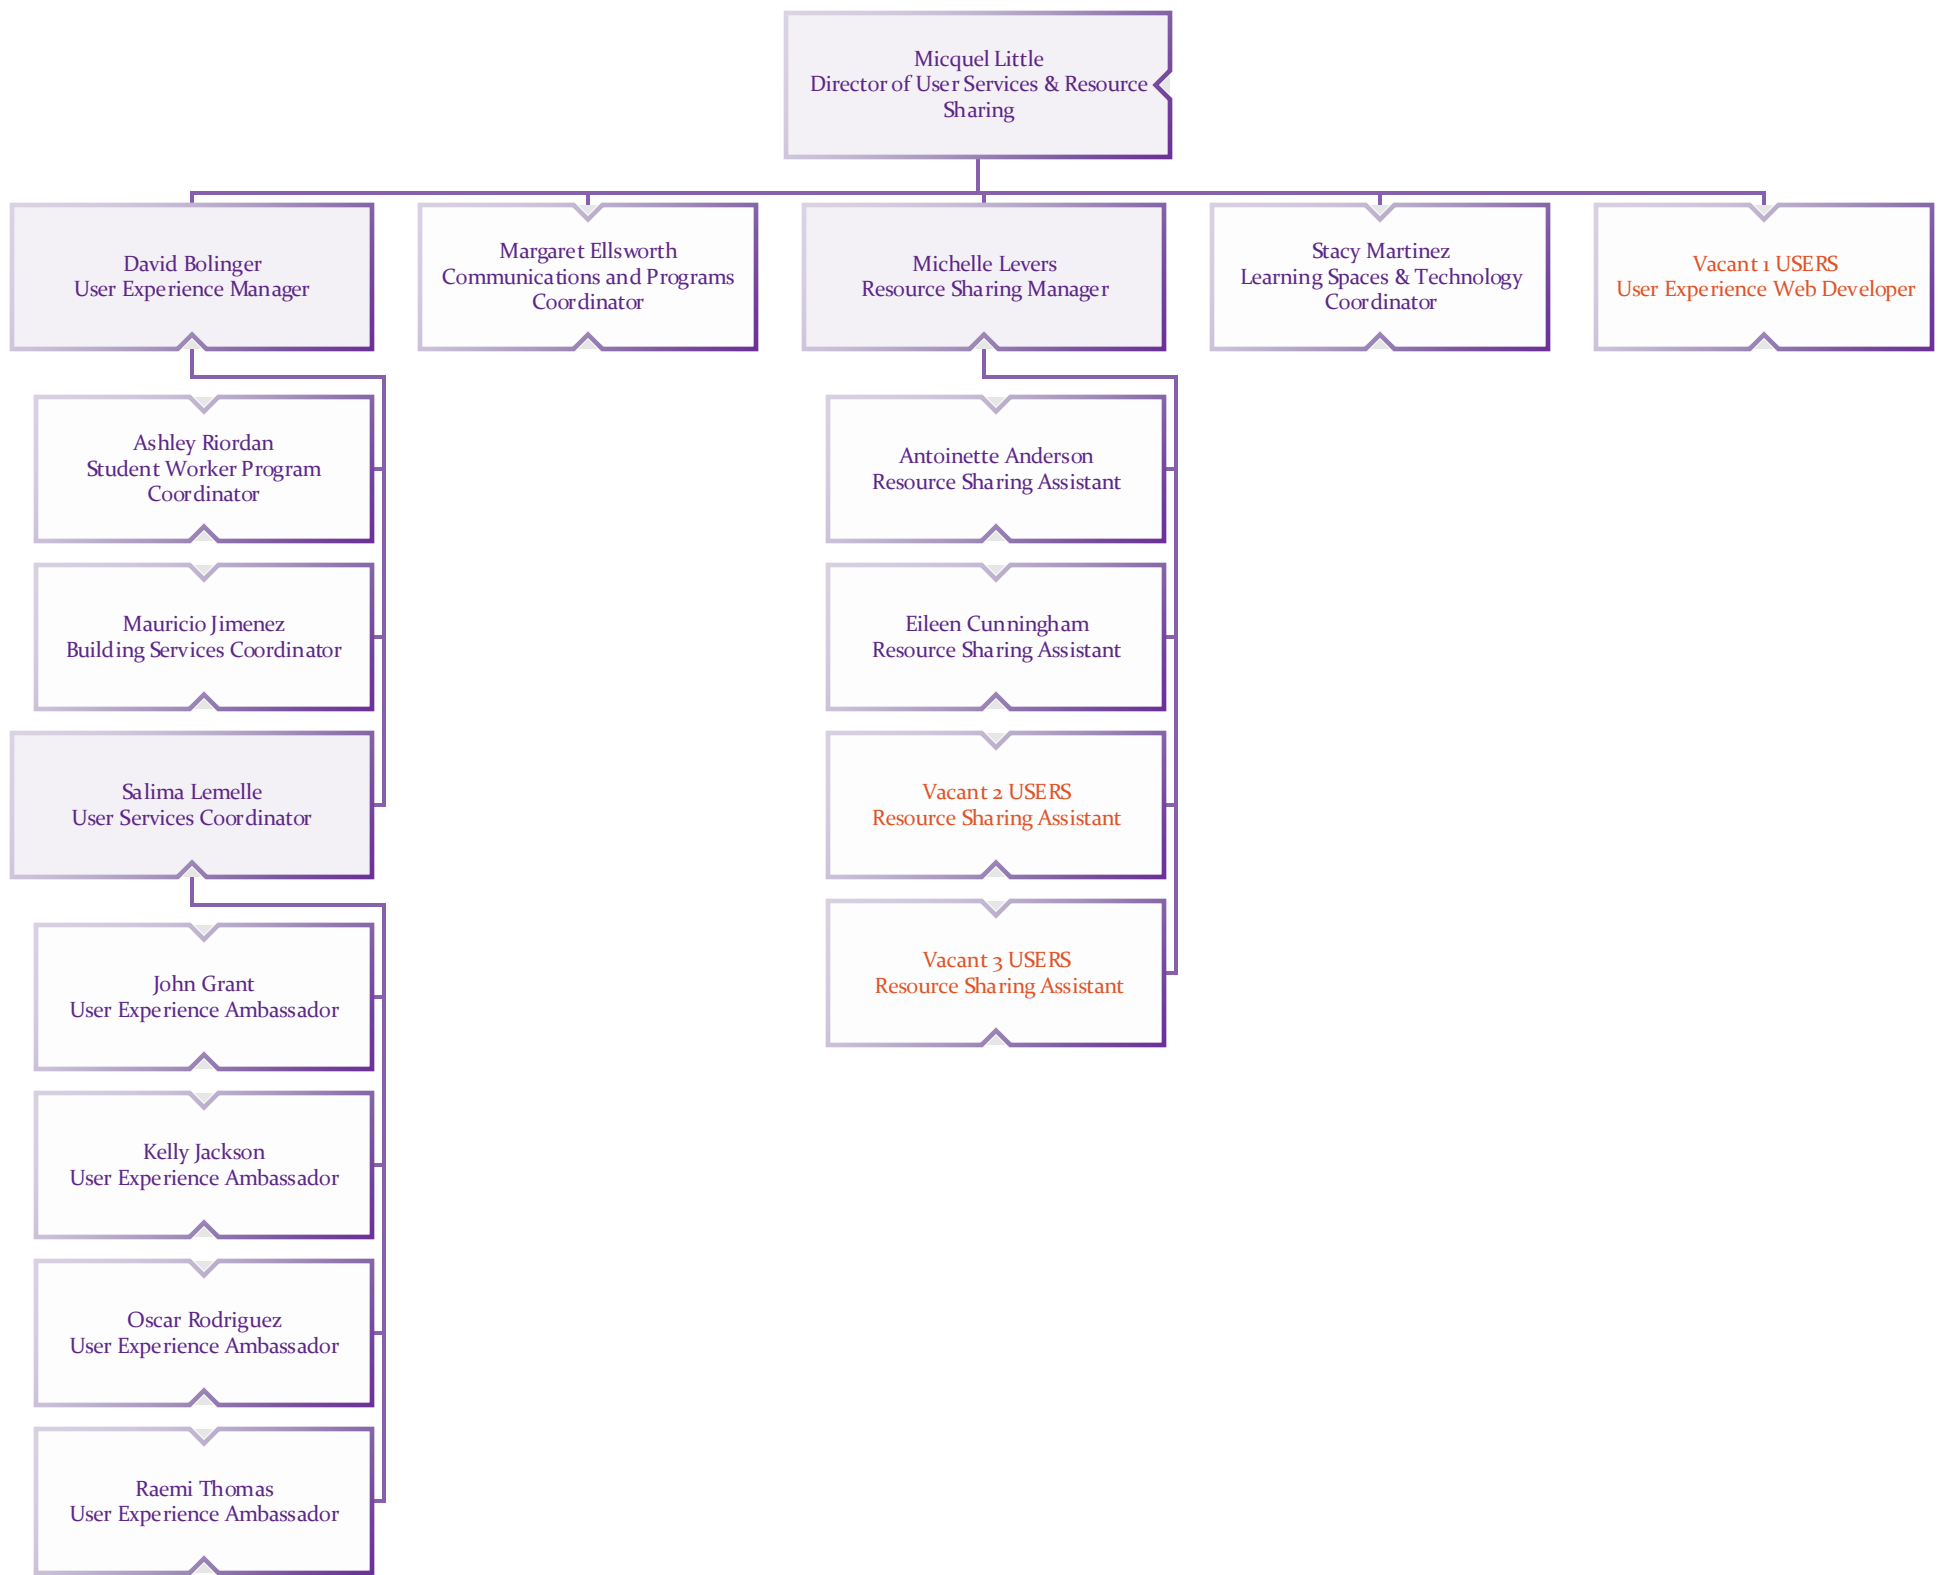 Micquel Little
Director of User Services & Resource
Sharing
David Bolinger
User Experience Manager
Margaret Ellsworth
Communications and Programs
Coordinator
Michelle Levers
Resource Sharing Manager
Stacy Martinez
Learning Spaces & Technology
Coordinator
Vacant 1 USERS
User Experience Web Developer
Ashley Riordan
Student Worker Program
Coordinator
Mauricio Jimenez
Building Services Coordinator
Salima Lemelle
User Services Coordinator
John Grant
User Experience Ambassador
Kelly Jackson
User Experience Ambassador
Oscar Rodriguez
User Experience Ambassador
Raemi Thomas
User Experience Ambassador
Antoinette Anderson
Resource Sharing Assistant
Eileen Cunningham
Resource Sharing Assistant
Vacant 2 USERS
Resource Sharing Assistant
Vacant 3 USERS
Resource Sharing Assistant